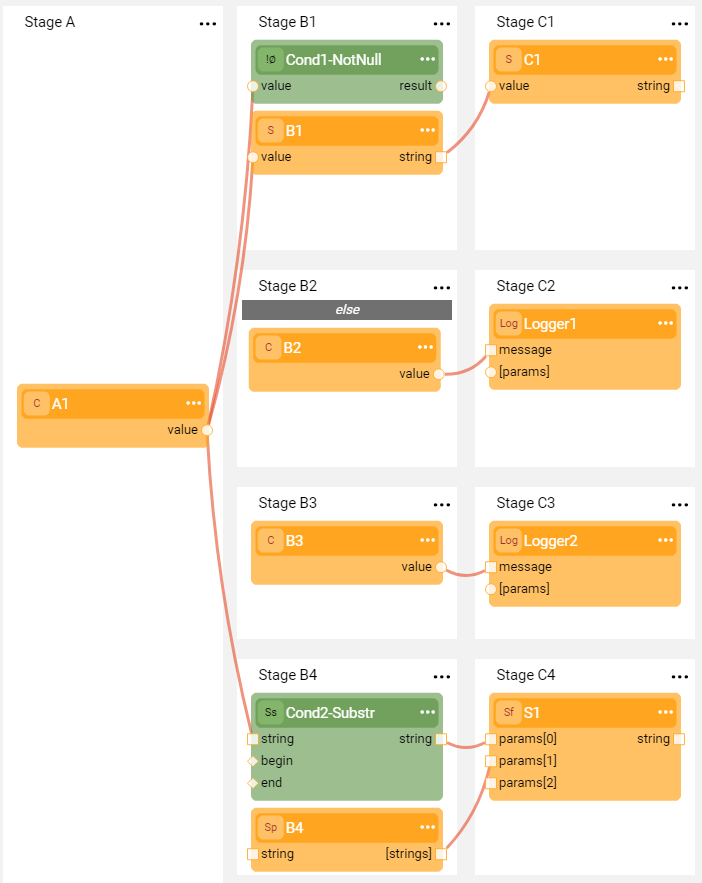 Stage A
A1
C
value
Stage B1
!ø
Cond1-NotNull
value
result
S
B1
value
string
Stage C1
S
C1
value
string
Stage B2
else
C
B2
value
Stage C2
Log
Logger1
message
[params]
Stage B3
C
B3
value
Stage C3
Log
Logger2
message
[params]
Stage B4
Ss
Cond2-Substr
string
string
begin
end
Sp
B4
string
[strings]
Stage C4
Sf
S1
params[0]
string
params[1]
params[2]